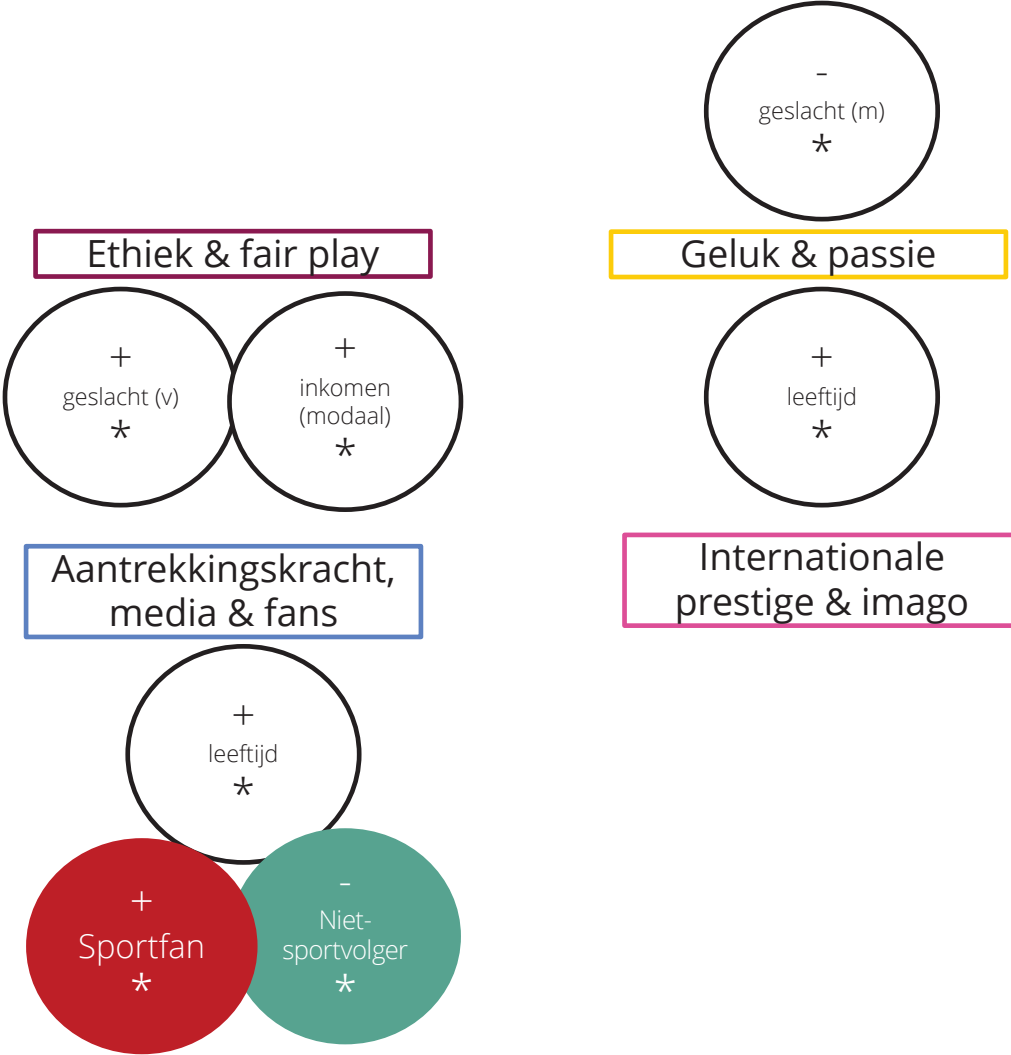 -
geslacht (m)
*
Ethiek & fair play
Geluk & passie
+
geslacht (v)
*
+
inkomen
(modaal)
*
+
leeftijd
*
Aantrekkingskracht,
media & fans
Internationale
prestige & imago
+
leeftijd
*
+
Sportfan
*
-
Niet-
sportvolger
*